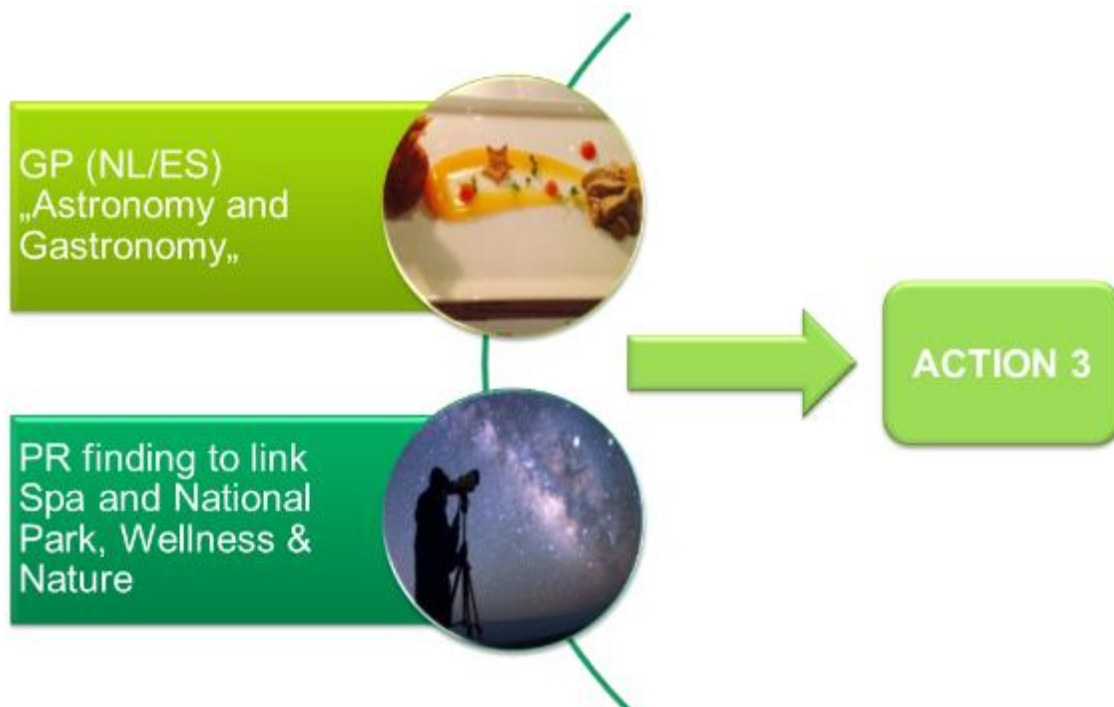 GP (NL/ES)
„Astronomy and
Gastronomy„
PR finding to link
Spa and National
Park, Wellness &
Nature
ACTION 3